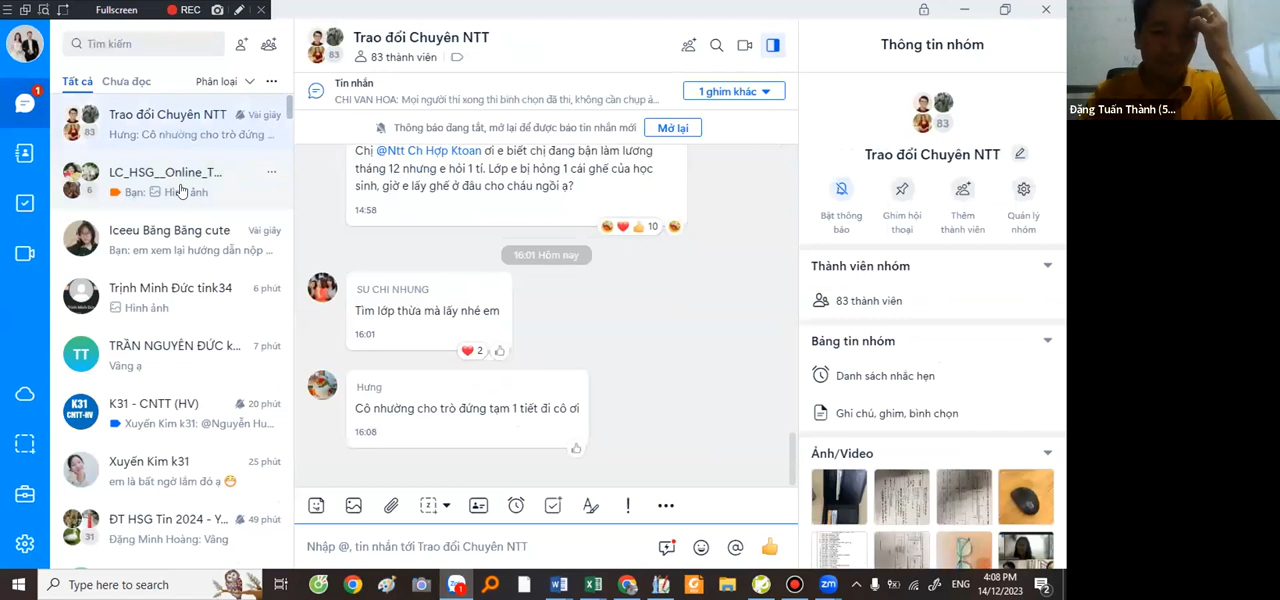 Fullscreen
REC
1
Tìm kiếm
Tất cả
Chưa đọc
Phân loại
83
Trao đổi Chuyên NTT
Vài giây
Hưng: Cô nhường cho trò đứng ...
6
LC_HSG__Online_T...
Bạn: Hình ảnh
Iceeu Băng Băng cute
Vài giây
Bạn: em xem lại hướng dẫn nộp ...
Trịnh Minh Đức tink34
6 phút
Hình ảnh
TT
TRẦN NGUYÊN ĐỨC k...
7 phút
Vâng ạ
K31
CNTT-HV
K31 - CNTT (HV)
20 phút
Xuyến Kim k31: @Nguyễn Hu...
Xuyến Kim k31
25 phút
em là bất ngờ lắm đó ạ
31
ĐT HSG Tin 2024 - Y...
49 phút
Đặng Minh Hoàng: Vâng
83
Trao đổi Chuyên NTT
83 thành viên
Tin nhắn
CHI VAN HOA: Mọi người thi xong thì bình chọn đã thi, không cần chụp ả...
1 ghim khác
Thông báo đang tắt, mở lại để được báo tin nhắn mới
Mở lại
Chị @Ntt Ch Hợp Ktoan ơi e biết chị đang bận làm lương
tháng 12 nhưng e hỏi 1 tí. Lớp e bị hỏng 1 cái ghế của học
sinh, giờ e lấy ghế ở đâu cho cháu ngồi ạ?
14:58
10
16:01 Hôm nay
SU CHI NHUNG
Tìm lớp thừa mà lấy nhé em
16:01
2
Hưng
Cô nhường cho trò đứng tạm 1 tiết đi cô ơi
16:08
Nhập @, tin nhắn tới Trao đổi Chuyên NTT
Thông tin nhóm
83
Trao đổi Chuyên NTT
Bật thông
báo
Ghim hội
thoại
Thêm
thành viên
Quản lý
nhóm
Thành viên nhóm
83 thành viên
Bảng tin nhóm
Danh sách nhắc hẹn
Ghi chú, ghim, bình chọn
Ảnh/Video
Đặng Tuấn Thành (5...
Type here to search
1
zm
ENG
4:08 PM
14/12/2023
2